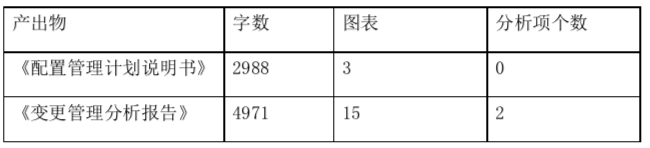 产出物 字数 图表 分析项个数
《配置管理计划说明书》 2988 3 0
《变更管理分析报告》 4971 15 2